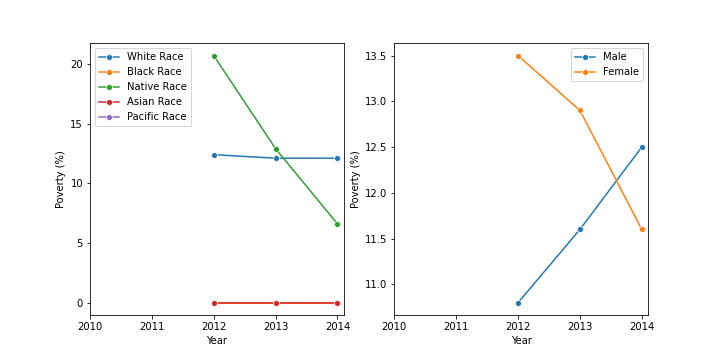 White Race
Black Race
Native Race
Asian Race
Pacific Race
Poverty (%)
20
15
10
5
0
2010 2011 2012 2013 2014
Year
Male
Female
Poverty (%)
13.5
13.0
12.5
12.0
11.5
11.0
2010 2011 2012 2013 2014
Year